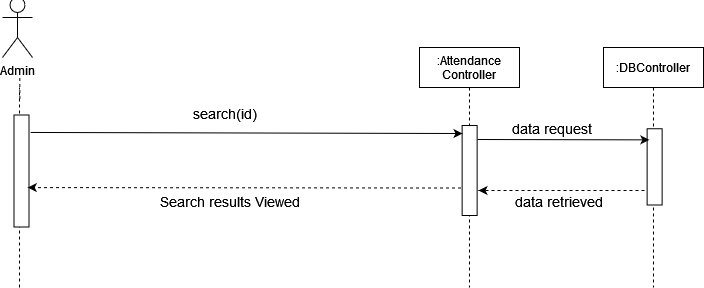 Admin
:Attendance
Controller
:DBController
search(id)
data request
Search results Viewed
data retrieved